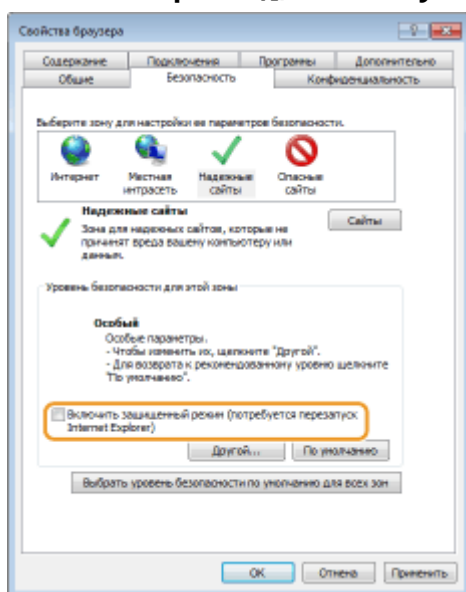 Свойства браузера
Содержание Подключения Программы Дополнительно
Общие Безопасность Конфиденциальность
Выберите зону для настройки ее параметров безопасности.
Интернет Местная интрасеть Надежные сайты Опасные сайты
Надежные сайты
Сайты
Зона для надежных сайтов, которые не
причинят вреда вашему компьютеру или
данным.
Уровень безопасности для этой зоны
Особый
Особые параметры.
- Чтобы изменить их, щелкните "Другой".
- Для возврата к рекомендованному уровню щелкните
"По умолчанию".
Включить защищенный режим (потребуется перезапуск
Internet Explorer)
Другой... По умолчанию
Выбрать уровень безопасности по умолчанию для всех зон
OK Отмена Применить